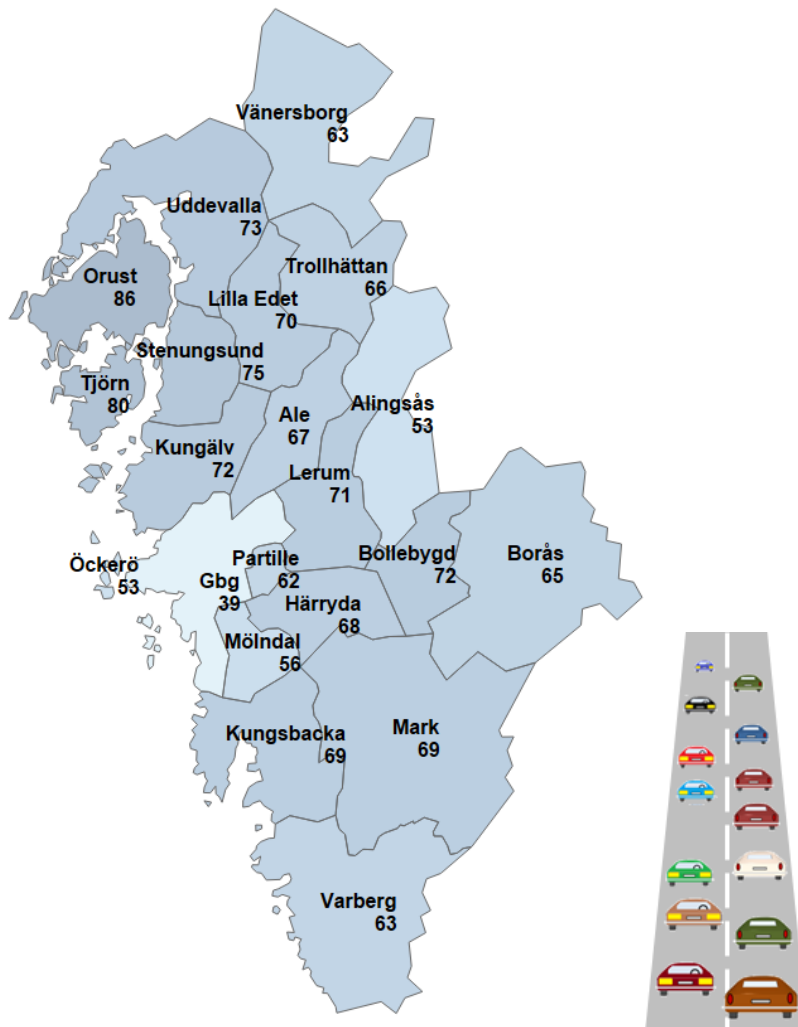 Vänersborg
63
Uddevalla
73
Trollhättan
66
Orust
86
Lilla Edet
70
Stenungsund
75
Tjörn
80
Alingsås
53
Ale
67
Kungälv
72
Lerum
71
Bollebygd
72
Borås
65
Öckerö
53
Partille
62
Gbg
39
Härryda
68
Mölndal
56
Kungsbacka
69
Mark
69
Varberg
63